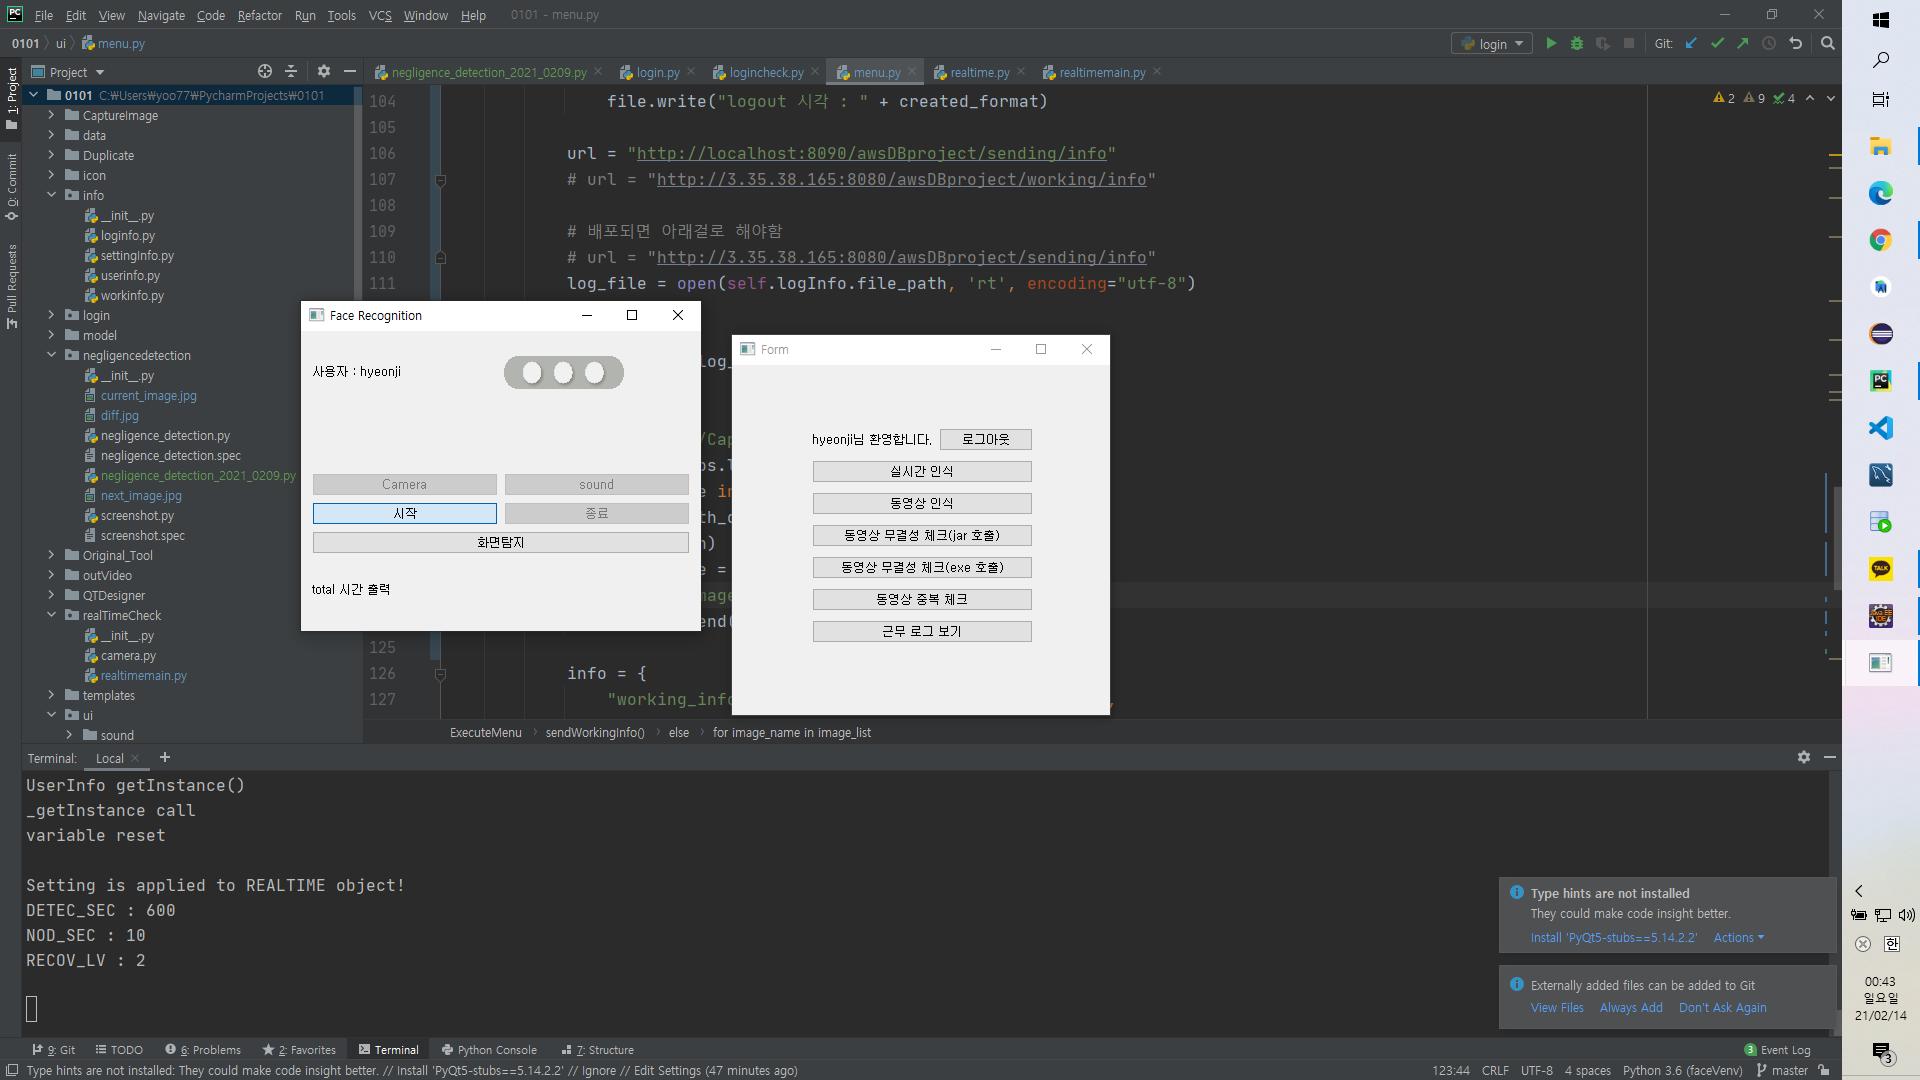 File Edit View Navigate Code Refactor Run Tools VCS Window Help 0101 - menu.py
0101 ui menu.py
login
Git:
Project
negligence_detection_2021_0209.py login.py logincheck.py menu.py realtime.py realtimemain.py
1: Project
0: Commit
Pull Requests
0101 C:₩Users₩yoo77₩PycharmProjects₩0101
CaptureImage
data
Duplicate
icon
info
__init__.py
loginfo.py
settingInfo.py
userinfo.py
workinfo.py
login
model
negligencedetection
__init__.py
current_image.jpg
diff.jpg
negligence_detection.py
negligence_detection.spec
negligence_detection_2021_0209.py
next_image.jpg
screenshot.py
screenshot.spec
Original_Tool
outVideo
QTDesigner
realTimeCheck
__init__.py
camera.py
realtimemain.py
templates
ui
sound
2 9 4
104 file.write("logout 시각 : " + created_format)
105
106 url = "http://localhost:8090/awsDBproject/sending/info"
107 # url = "http://3.35.38.165:8080/awsDBproject/working/info"
108
109 # 배포되면 아래걸로 해야함
110 # url = "http://3.35.38.165:8080/awsDBproject/sending/info"
111 log_file = open(self.logInfo.file_path, 'rt', encoding="utf-8")
125
126 info = {
127 "working_info
Face Recognition
사용자 : hyeonji
Camera sound
시작 종료
화면탐지
total 시간 출력
Form
hyeonji님 환영합니다. 로그아웃
실시간 인식
동영상 인식
동영상 무결성 체크(jar 호출)
동영상 무결성 체크(exe 호출)
동영상 중복 체크
근무 로그 보기
ExecuteMenu sendWorkingInfo() else for image_name in image_list
Terminal: Local
UserInfo getInstance()
_getInstance call
variable reset
Setting is applied to REALTIME object!
DETEC_SEC : 600
NOD_SEC : 10
RECOV_LV : 2
Type hints are not installed
They could make code insight better.
Install 'PyQt5-stubs==5.14.2.2' Actions
Externally added files can be added to Git
View Files Always Add Don't Ask Again
9: Git TODO 6: Problems 2: Favorites Terminal Python Console 7: Structure
3 Event Log
Type hints are not installed: They could make code insight better. // Install 'PyQt5-stubs==5.14.2.2' // Ignore // Edit Settings (47 minutes ago)
123:44 CRLF UTF-8 4 spaces Python 3.6 (faceVenv) master
TALK
한
00:43
일요일
21/02/14
3